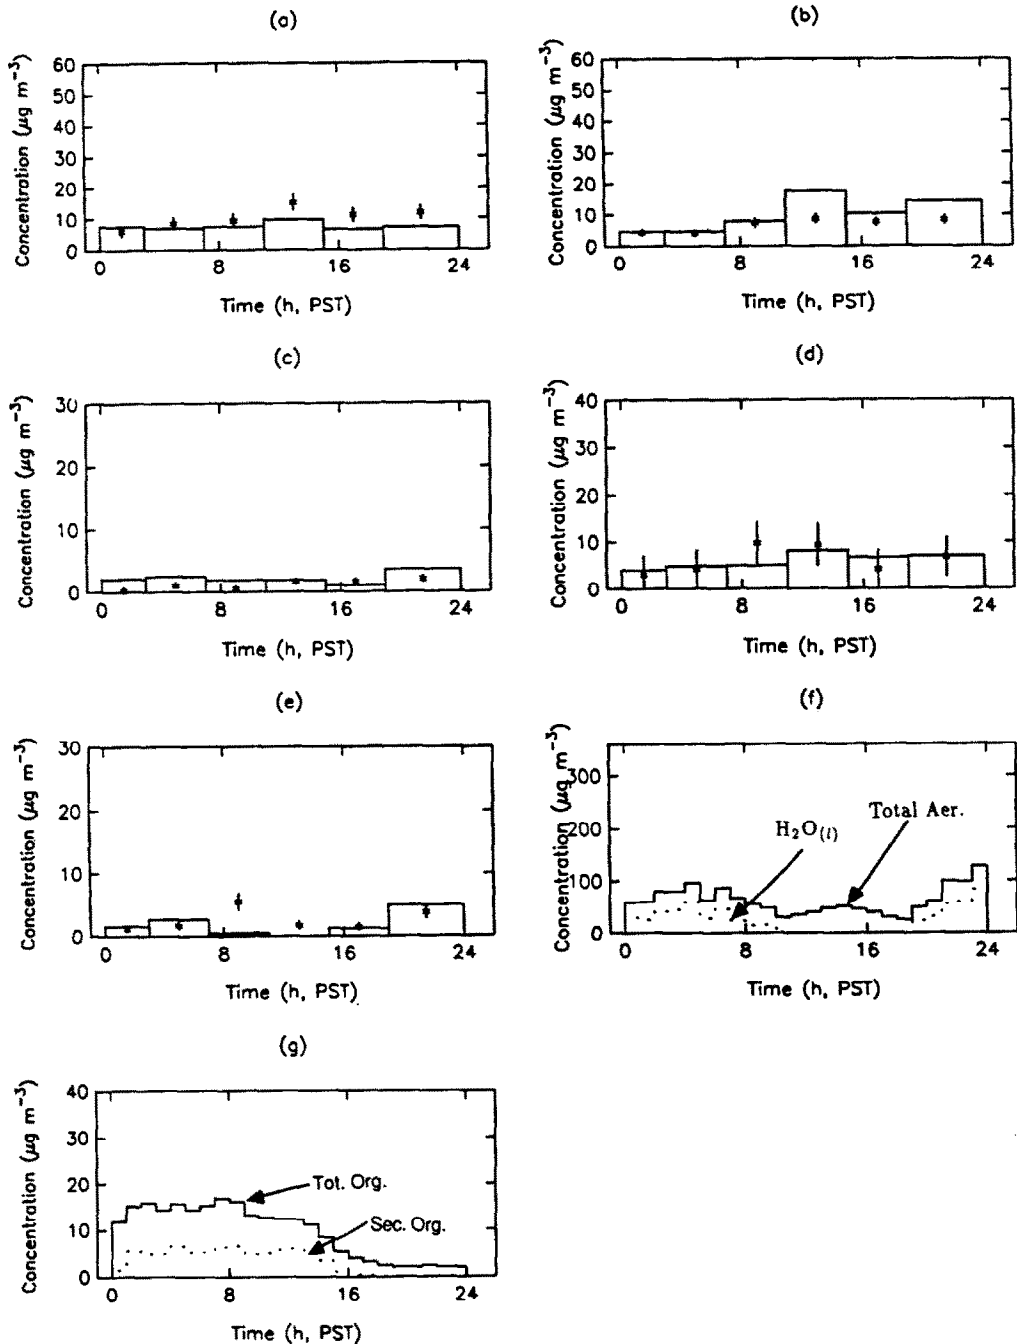 (a)
60
50
40
30
20
10
0
Concentration (μg m⁻³)
0 8 16 24
Time (h, PST)
(b)
60
50
40
30
20
10
0
Concentration (μg m⁻³)
0 8 16 24
Time (h, PST)
(c)
30
20
10
0
Concentration (μg m⁻³)
0 8 16 24
Time (h, PST)
(d)
40
30
20
10
0
Concentration (μg m⁻³)
0 8 16 24
Time (h, PST)
(e)
30
20
10
0
Concentration (μg m⁻³)
0 8 16 24
Time (h, PST)
(f)
300
200
100
0
Concentration (μg m⁻³)
H₂O(l)
Total Aer.
0 8 16 24
Time (h, PST)
(g)
40
30
20
10
0
Concentration (μg m⁻³)
Tot. Org.
Sec. Org.
0 8 16 24
Time (h, PST)